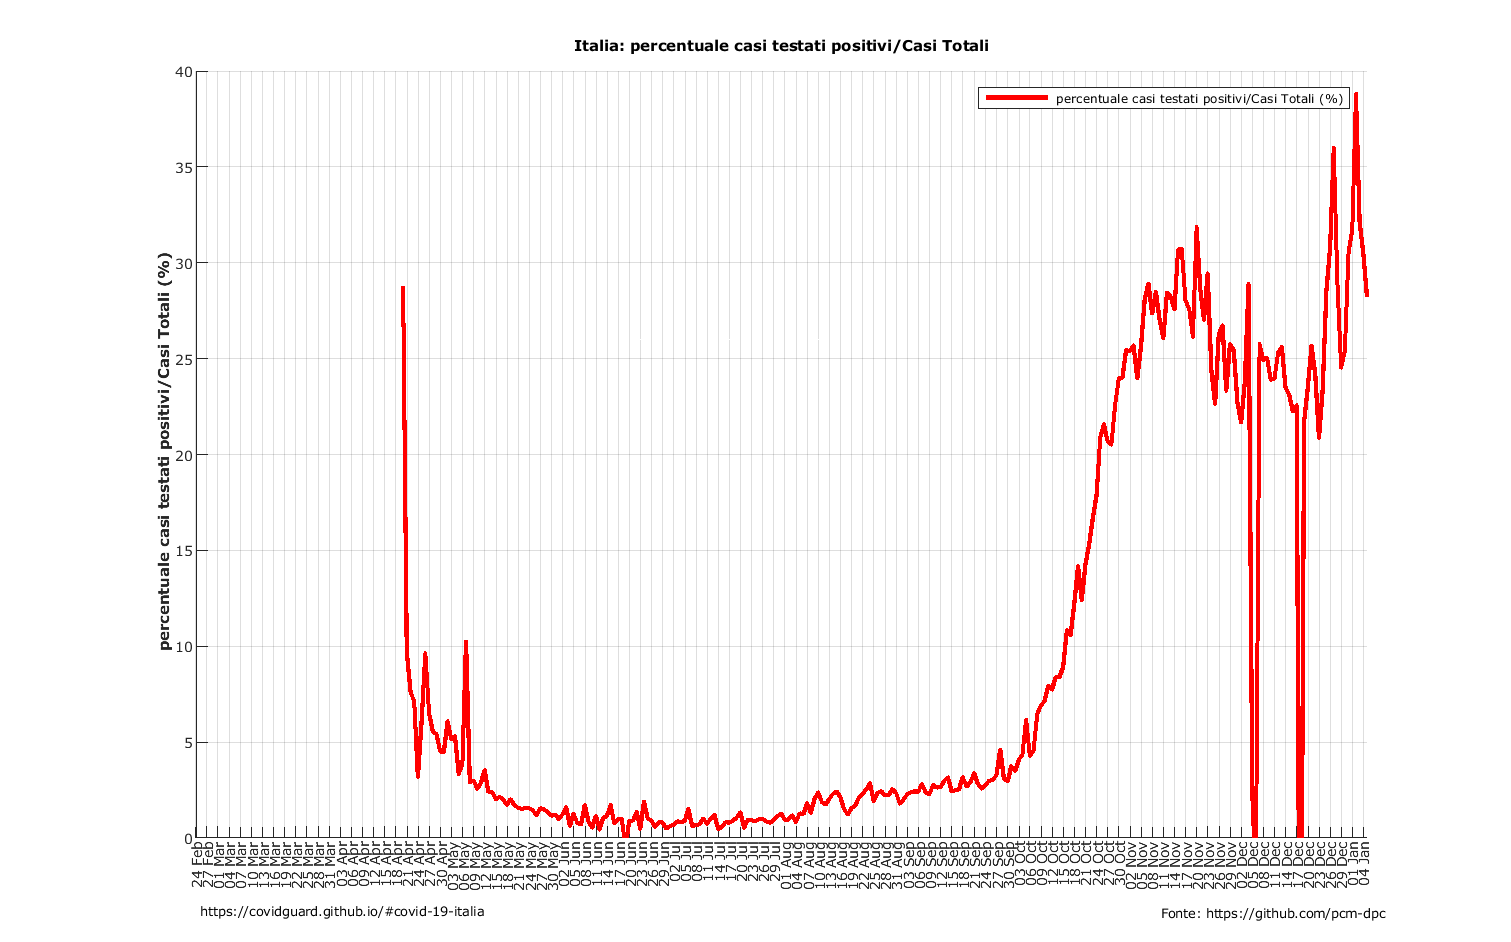 Italia: percentuale casi testati positivi/Casi Totali
percentuale casi testati positivi/Casi Totali (%)
percentuale casi testati positivi/Casi Totali (%)
40
35
30
25
20
15
10
5
0
24 Feb
27 Feb
01 Mar
04 Mar
07 Mar
10 Mar
13 Mar
16 Mar
19 Mar
22 Mar
25 Mar
28 Mar
31 Mar
03 Apr
06 Apr
09 Apr
12 Apr
15 Apr
18 Apr
21 Apr
24 Apr
27 Apr
30 Apr
03 May
06 May
09 May
12 May
15 May
18 May
21 May
24 May
27 May
30 May
02 Jun
05 Jun
08 Jun
11 Jun
14 Jun
17 Jun
20 Jun
23 Jun
26 Jun
29 Jun
02 Jul
05 Jul
08 Jul
11 Jul
14 Jul
17 Jul
20 Jul
23 Jul
26 Jul
29 Jul
01 Aug
04 Aug
07 Aug
10 Aug
13 Aug
16 Aug
19 Aug
22 Aug
25 Aug
28 Aug
31 Aug
03 Sep
06 Sep
09 Sep
12 Sep
15 Sep
18 Sep
21 Sep
24 Sep
27 Sep
30 Sep
03 Oct
06 Oct
09 Oct
12 Oct
15 Oct
18 Oct
21 Oct
24 Oct
27 Oct
30 Oct
02 Nov
05 Nov
08 Nov
11 Nov
14 Nov
17 Nov
20 Nov
23 Nov
26 Nov
29 Nov
02 Dec
05 Dec
08 Dec
11 Dec
14 Dec
17 Dec
20 Dec
23 Dec
26 Dec
29 Dec
01 Jan
04 Jan
https://covidguard.github.io/#covid-19-italia
Fonte: https://github.com/pcm-dpc